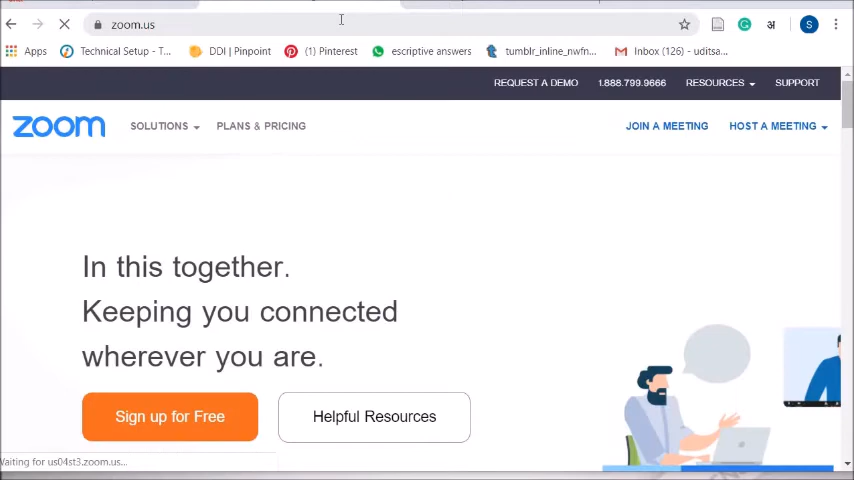 zoom.us
Apps Technical Setup - T... DDI | Pinpoint (1) Pinterest escriptive answers tumblr_inline_nwfn... Inbox (126) - uditsa...
REQUEST A DEMO 1.888.799.9666 RESOURCES SUPPORT
zoom SOLUTIONS PLANS & PRICING JOIN A MEETING HOST A MEETING
In this together.
Keeping you connected
wherever you are.
Sign up for Free Helpful Resources
Waiting for us04st3.zoom.us...